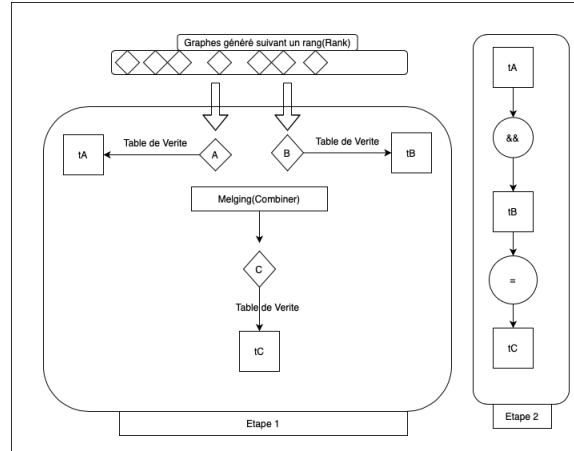 Graphes généré suivant un rang(Rank)
Table de Verite
tA
A
B
Table de Verite
tB
Melging(Combiner)
C
Table de Verite
tC
Etape 1
tA
&&
tB
=
tC
Etape 2